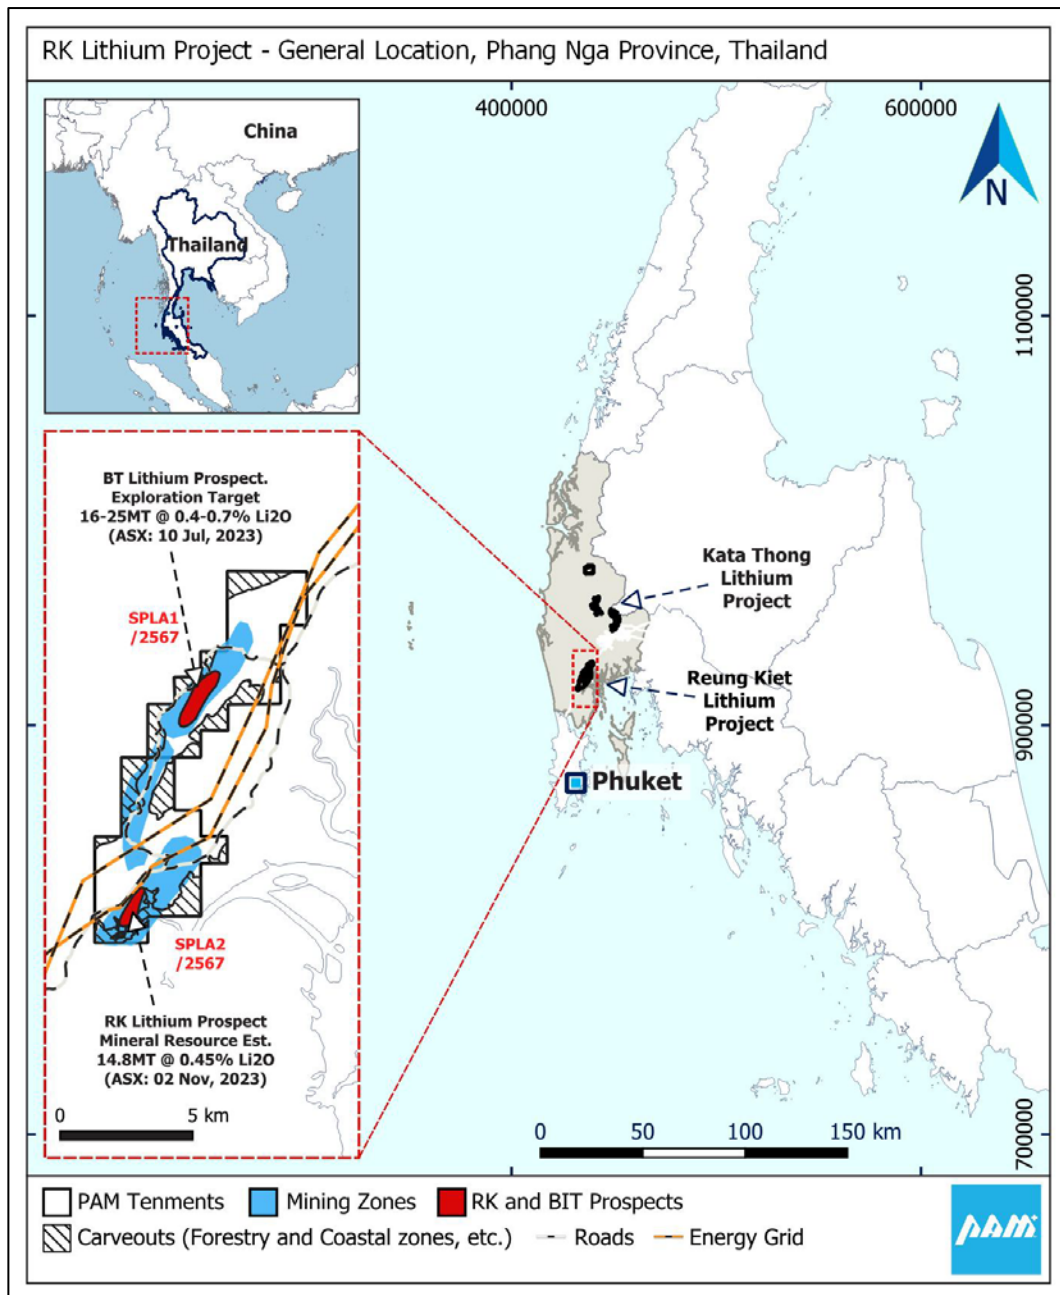 RK Lithium Project - General Location, Phang Nga Province, Thailand
400000
600000
China
Thailand
N
1100000
BT Lithium Prospect.
Exploration Target
16-25MT @ 0.4-0.7% Li2O
(ASX: 10 Jul, 2023)
SPLA1
/2567
Kata Thong
Lithium
Project
Reung Kiet
Lithium
Project
900000
Phuket
SPLA2
/2567
RK Lithium Prospect
Mineral Resource Est.
14.8MT @ 0.45% Li2O
(ASX: 02 Nov, 2023)
0 5 km
0 50 100 150 km
700000
PAM Tenments Mining Zones RK and BIT Prospects
Carveouts (Forestry and Coastal zones, etc.) Roads Energy Grid
PAM